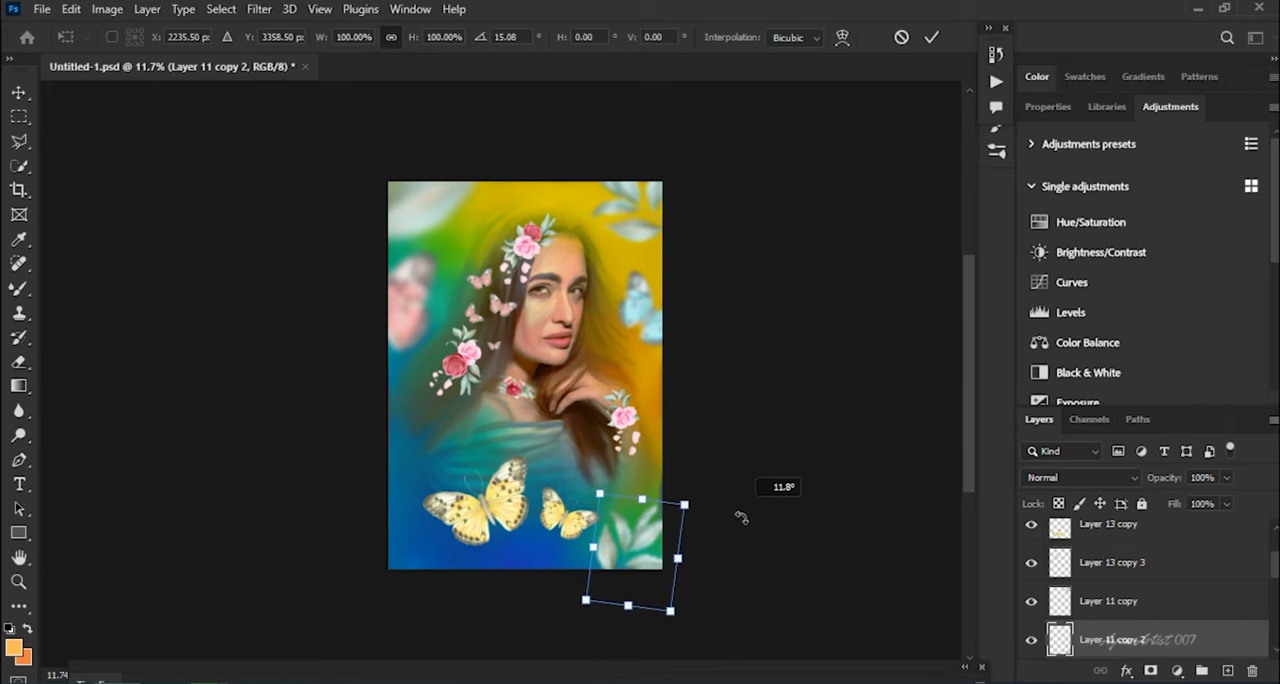 Ps File Edit Image Layer Type Select Filter 3D View Plugins Window Help
X: 2235.50 p: Y: 3358.50 p: W: 100.00% H: 100.00% 15.08 ° H: 0.00 ° V: 0.00 ° Interpolation: Bicubic
Untitled-1.psd @ 11.7% (Layer 11 copy 2, RGB/8) * ×
Color Swatches Gradients Patterns
Properties Libraries Adjustments
Adjustments presets
Single adjustments
Hue/Saturation
Brightness/Contrast
Curves
Levels
Color Balance
Black & White
Exposure
Layers Channels Paths
Kind
Normal Opacity: 100%
Lock: Fill: 100%
11.8°
Layer 13 copy
Layer 13 copy 3
Layer 11 copy
Layer 11 copy 2
Artist 007
11.74